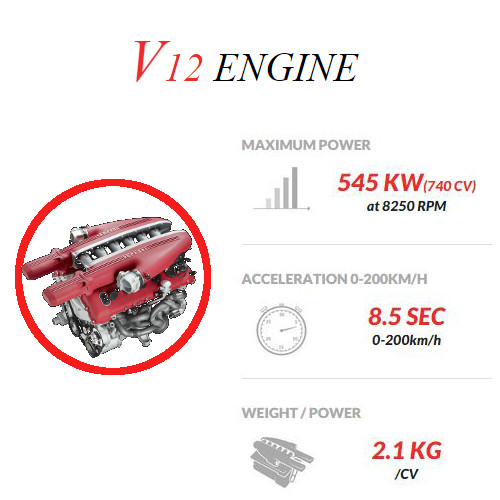 V12 ENGINE
MAXIMUM POWER
545 KW(740 CV)
at 8250 RPM
ACCELERATION 0-200KM/H
8.5 SEC
0-200km/h
WEIGHT / POWER
2.1 KG
/CV